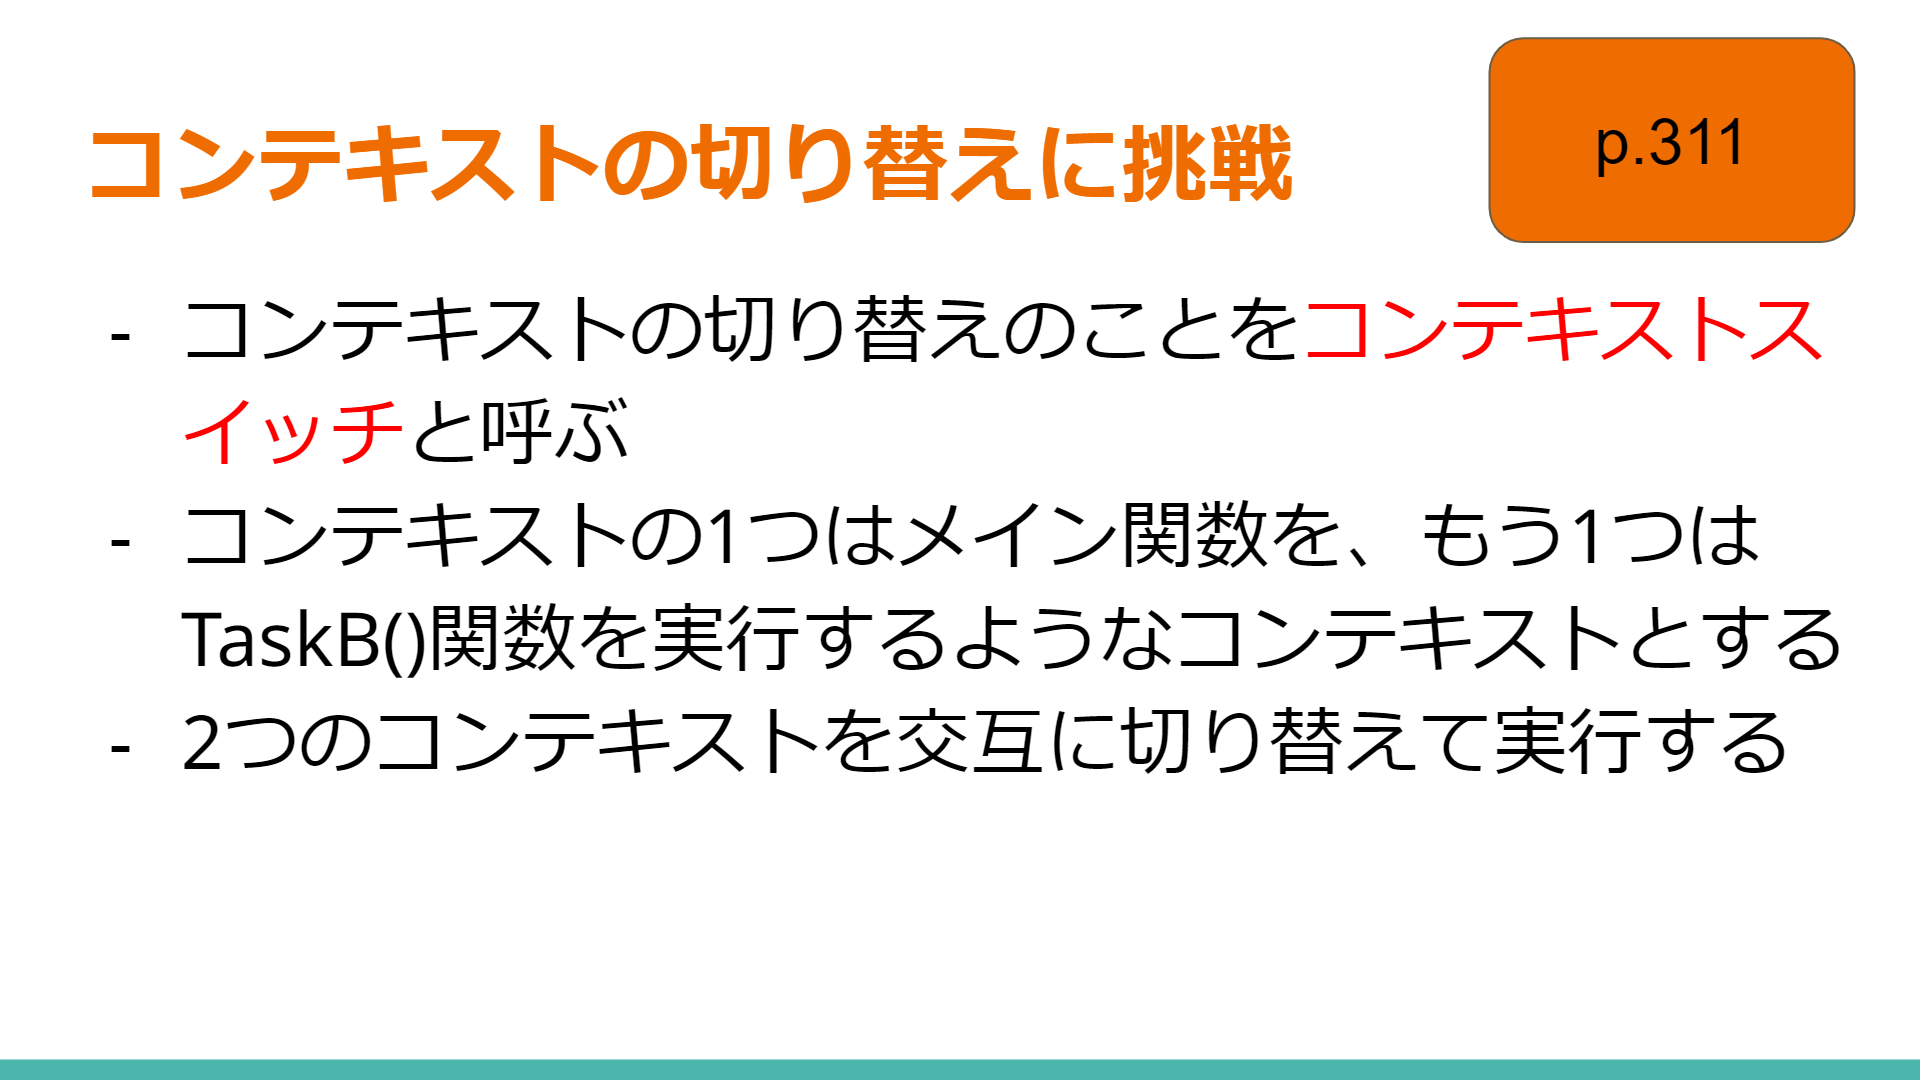 コンテキストの切り替えに挑戦
p.311
- コンテキストの切り替えのことをコンテキストス
イッチと呼ぶ
- コンテキストの1つはメイン関数を、もう1つは
TaskB()関数を実行するようなコンテキストとする
- 2つのコンテキストを交互に切り替えて実行する